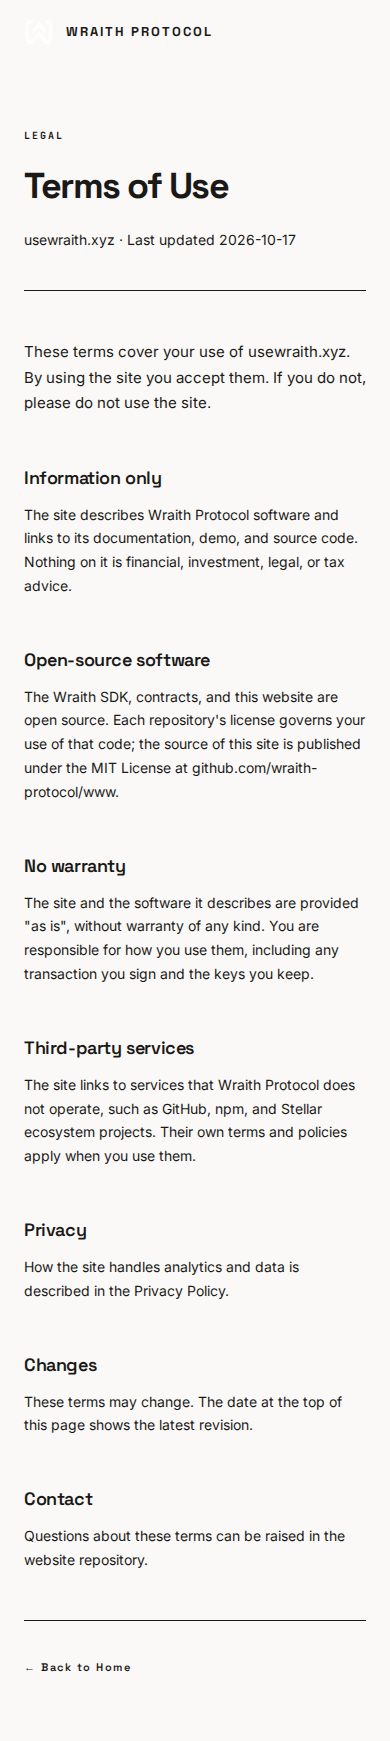 WRAITH PROTOCOL
LEGAL
Terms of Use
usewraith.xyz · Last updated 2026-10-17
These terms cover your use of usewraith.xyz.
By using the site you accept them. If you do not,
please do not use the site.
Information only
The site describes Wraith Protocol software and
links to its documentation, demo, and source code.
Nothing on it is financial, investment, legal, or tax
advice.
Open-source software
The Wraith SDK, contracts, and this website are
open source. Each repository's license governs your
use of that code; the source of this site is published
under the MIT License at github.com/wraith-
protocol/www.
No warranty
The site and the software it describes are provided
"as is", without warranty of any kind. You are
responsible for how you use them, including any
transaction you sign and the keys you keep.
Third-party services
The site links to services that Wraith Protocol does
not operate, such as GitHub, npm, and Stellar
ecosystem projects. Their own terms and policies
apply when you use them.
Privacy
How the site handles analytics and data is
described in the Privacy Policy.
Changes
These terms may change. The date at the top of
this page shows the latest revision.
Contact
Questions about these terms can be raised in the
website repository.
← Back to Home